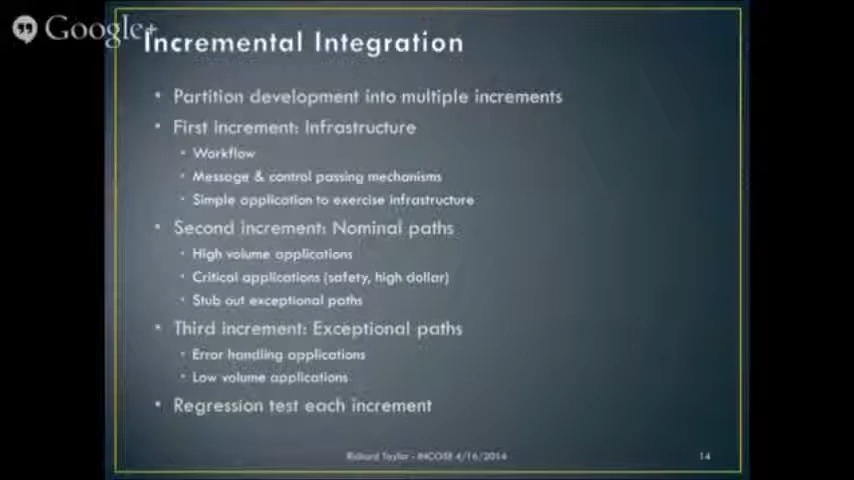 Google+
Incremental Integration
• Partition development into multiple increments
• First increment: Infrastructure
• Workflow
• Message & control passing mechanisms
• Simple application to exercise infrastructure
• Second increment: Nominal paths
• High volume applications
• Critical applications (safety, high dollar)
• Stub out exceptional paths
• Third increment: Exceptional paths
• Error handling applications
• Low volume applications
• Regression test each increment
Richard Taylor - INCOSE 4/16/2014
14